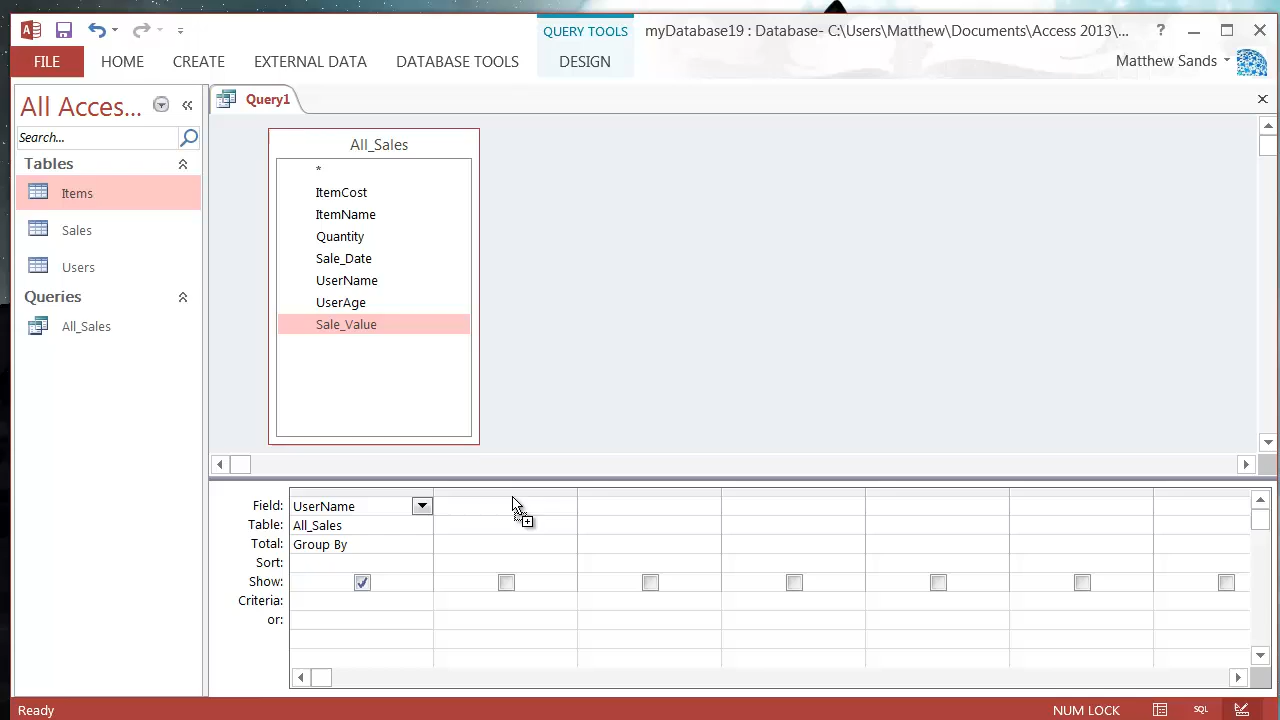 QUERY TOOLS
myDatabase19 : Database- C:\Users\Matthew\Documents\Access 2013\...
?
FILE
HOME
CREATE
EXTERNAL DATA
DATABASE TOOLS
DESIGN
Matthew Sands
All Acces...
Search...
Tables
Items
Sales
Users
Queries
All_Sales
Query1
All_Sales
*
ItemCost
ItemName
Quantity
Sale_Date
UserName
UserAge
Sale_Value
Field: UserName
Table: All_Sales
Total: Group By
Sort:
Show:
Criteria:
or:
Ready
NUM LOCK
SQL